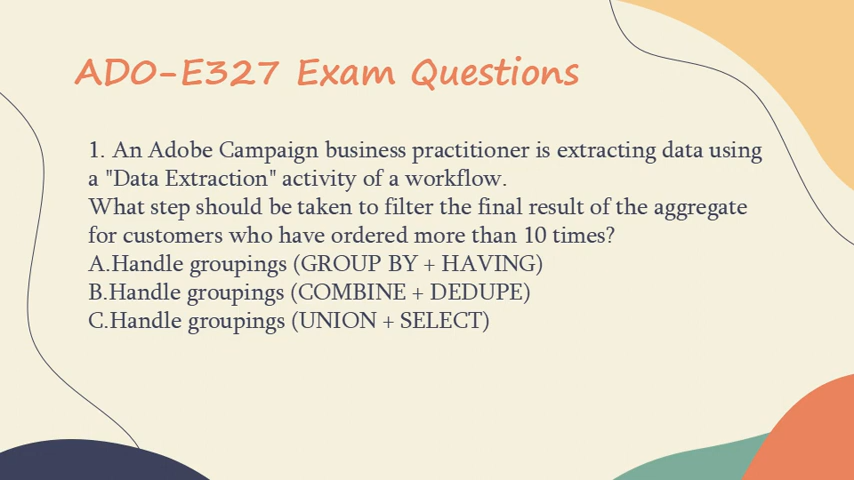 ADO-E327 Exam Questions
1. An Adobe Campaign business practitioner is extracting data using
a "Data Extraction" activity of a workflow.
What step should be taken to filter the final result of the aggregate
for customers who have ordered more than 10 times?
A.Handle groupings (GROUP BY + HAVING)
B.Handle groupings (COMBINE + DEDUPE)
C.Handle groupings (UNION + SELECT)